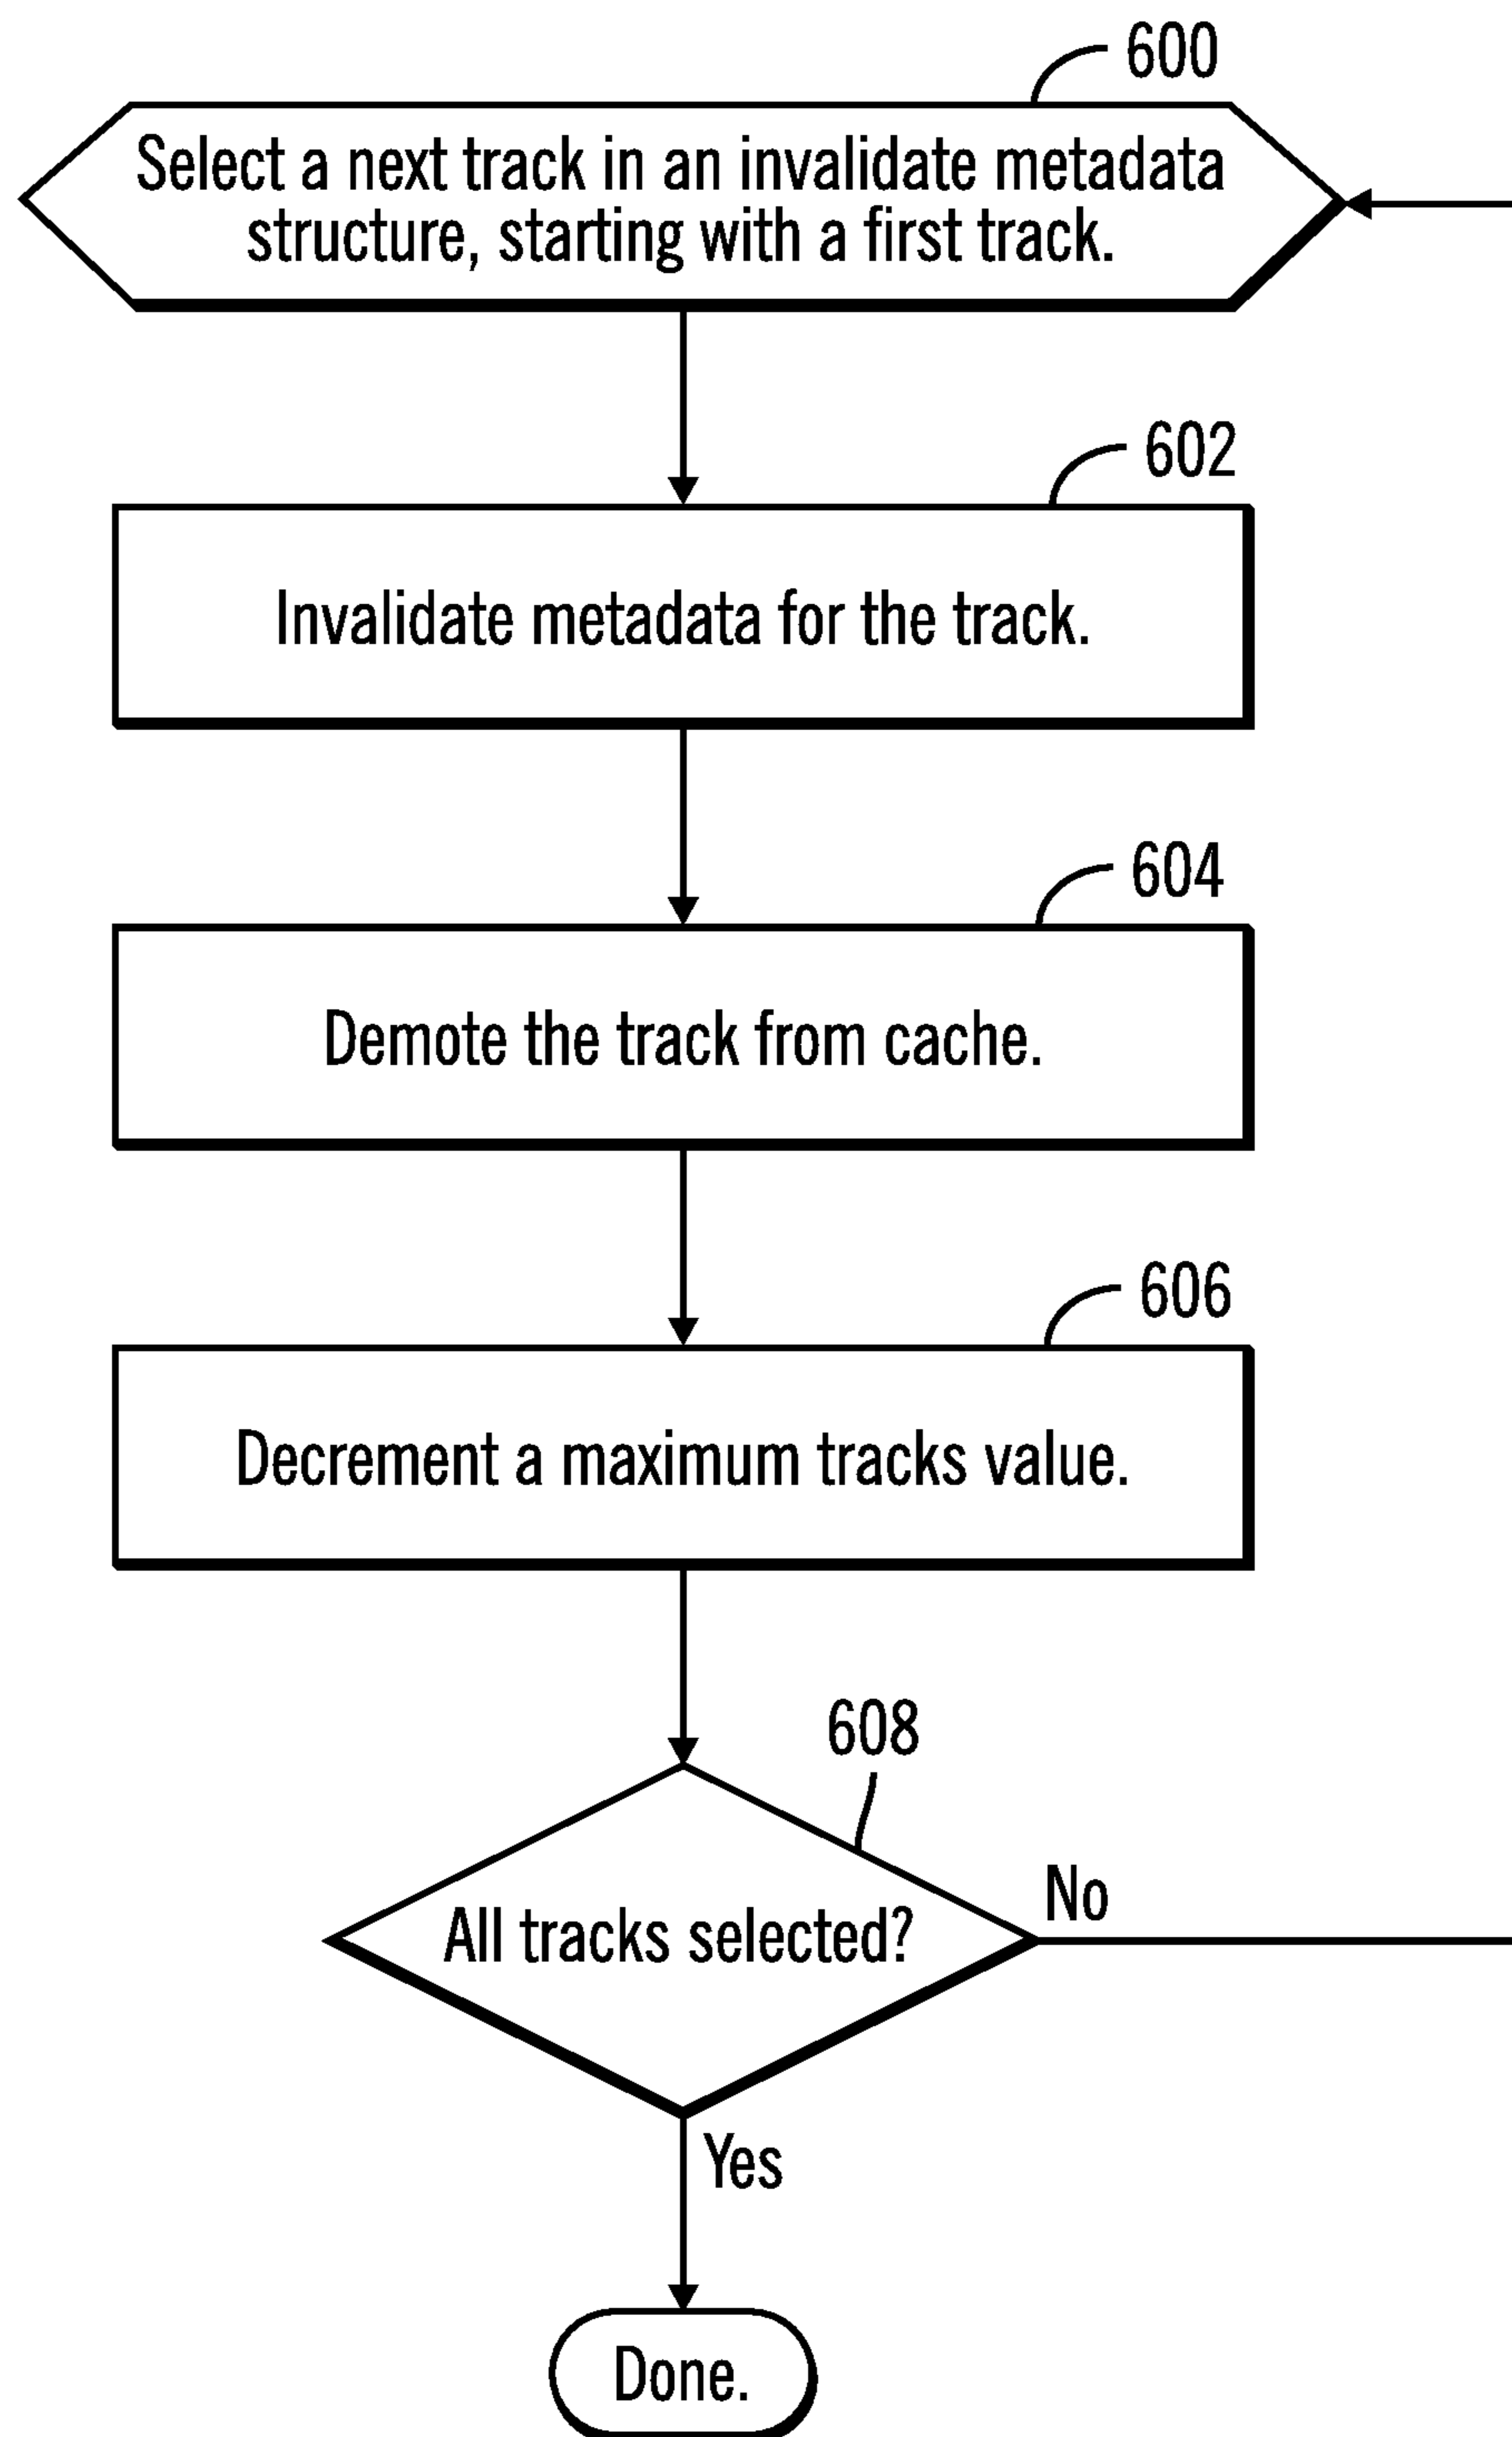 600
Select a next track in an invalidate metadata
structure, starting with a first track.
602
Invalidate metadata for the track.
604
Demote the track from cache.
606
Decrement a maximum tracks value.
608
All tracks selected?
No
Yes
Done.